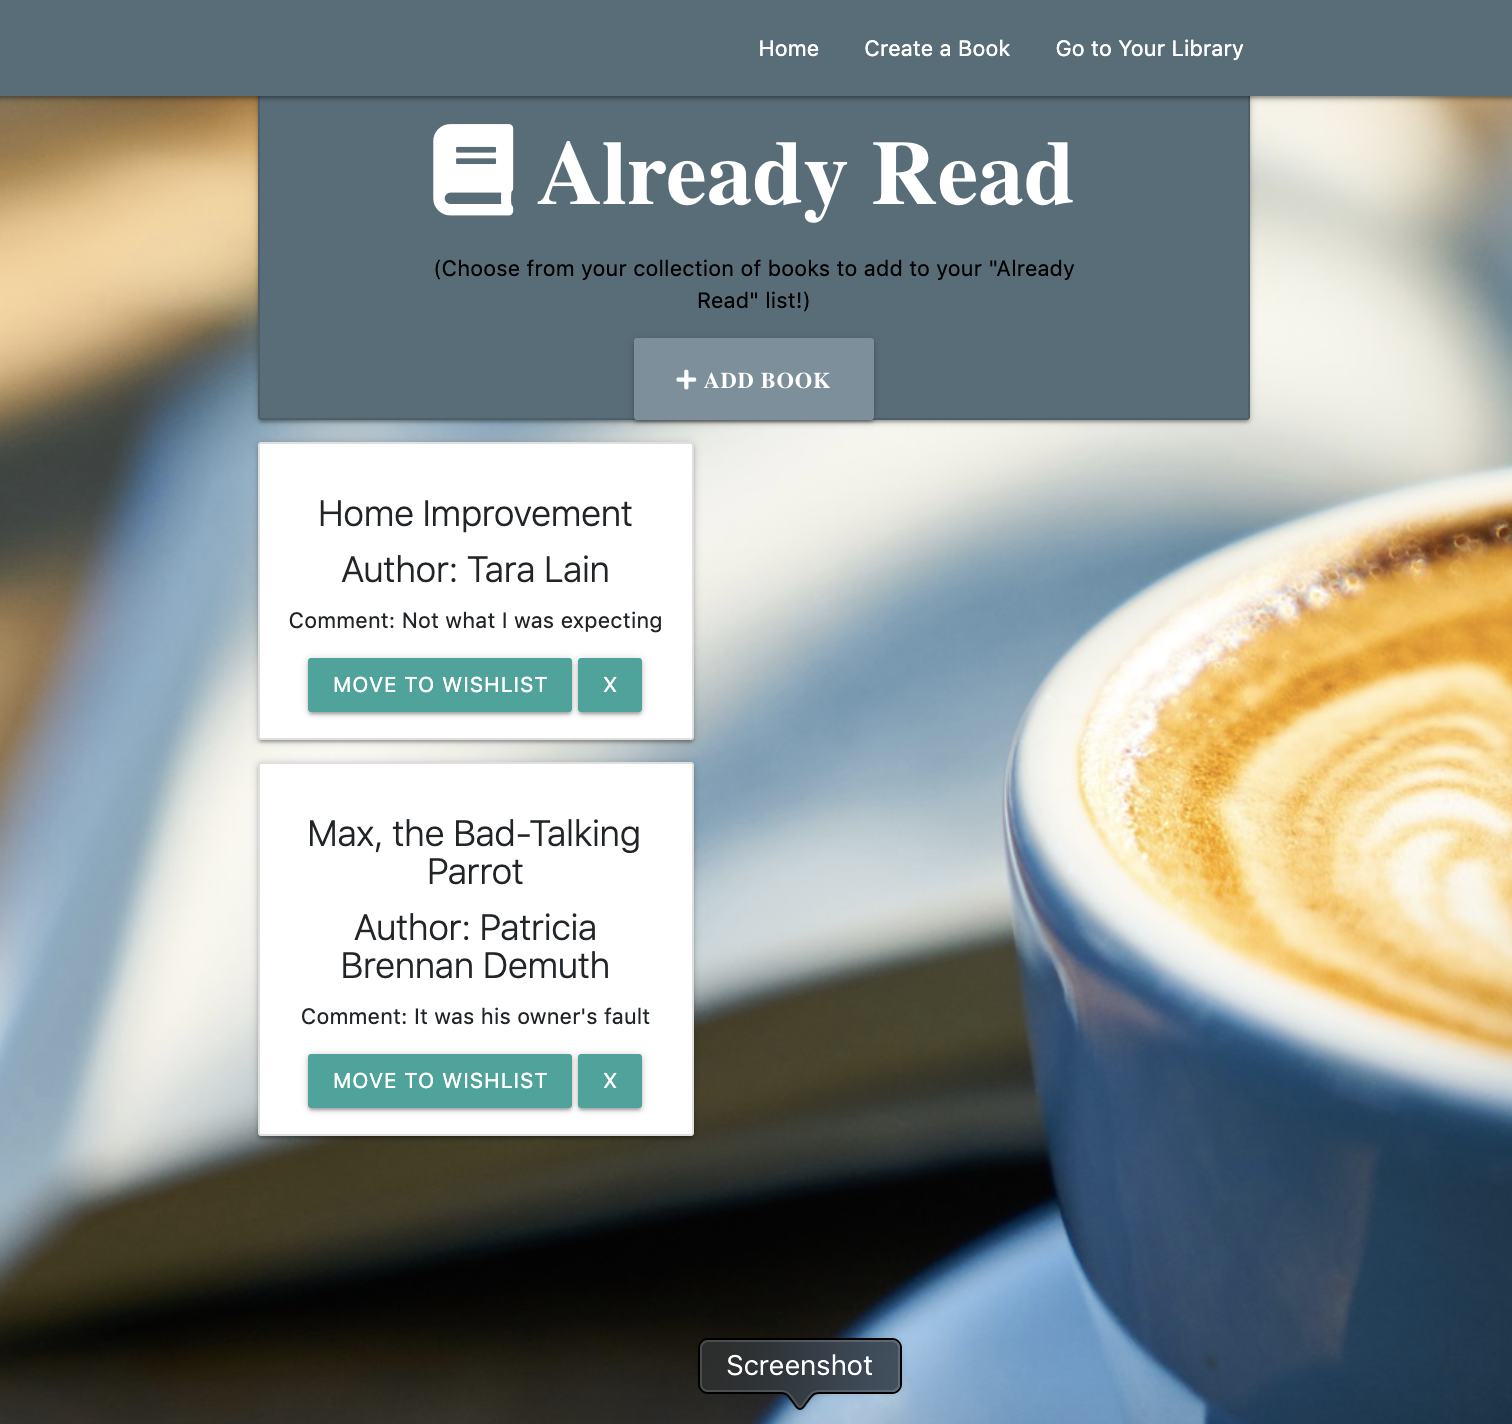 Home Create a Book Go to Your Library
Already Read
(Choose from your collection of books to add to your "Already
Read" list!)
ADD BOOK
Home Improvement
Author: Tara Lain
Comment: Not what I was expecting
MOVE TO WISHLIST X
Max, the Bad-Talking
Parrot
Author: Patricia
Brennan Demuth
Comment: It was his owner's fault
MOVE TO WISHLIST X
Screenshot